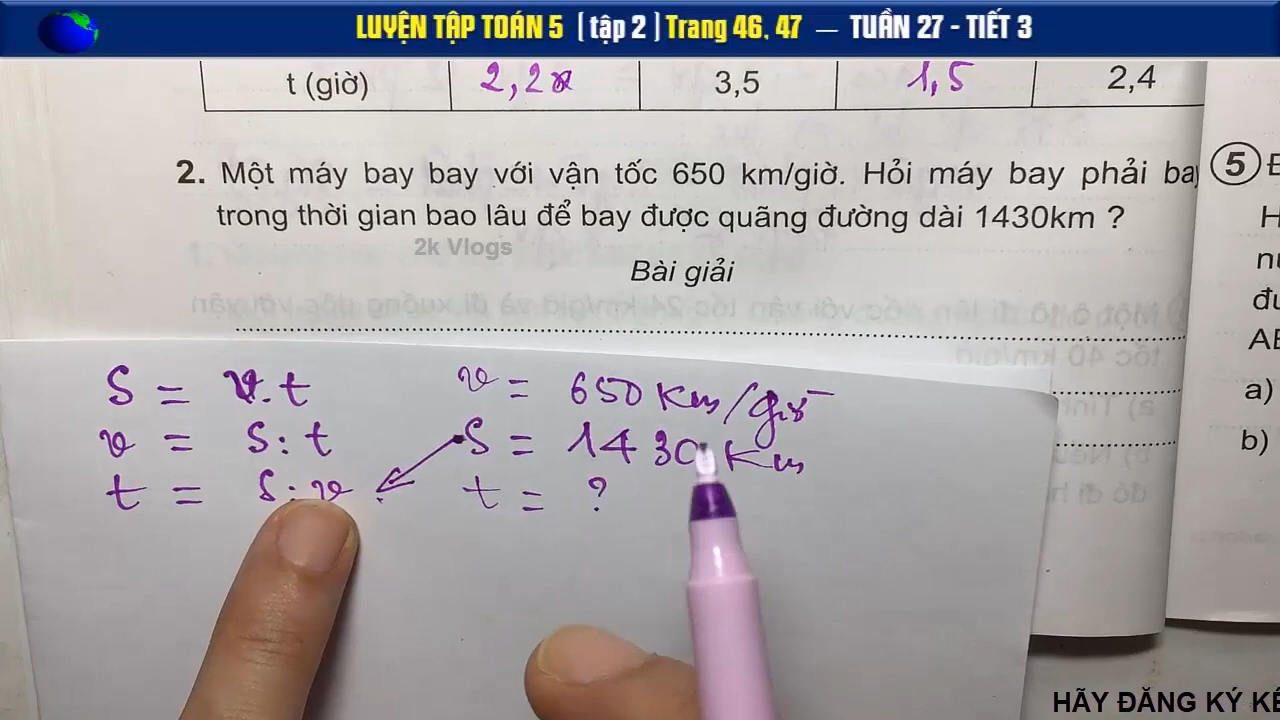 LUYỆN TẬP TOÁN 5 ( tập 2 ) Trang 46, 47 — TUẦN 27 - TIẾT 3
t (giờ) 2,2 3,5 1,5 2,4
2. Một máy bay bay với vận tốc 650 km/giờ. Hỏi máy bay phải bay
trong thời gian bao lâu để bay được quãng đường dài 1430km ?
2k Vlogs
Bài giải
S = v.t
v = S : t
t = S : v
v = 650 Km/giờ
S = 1430 Km
t = ?
5
a)
b)
HÃY ĐĂNG KÝ KÊ